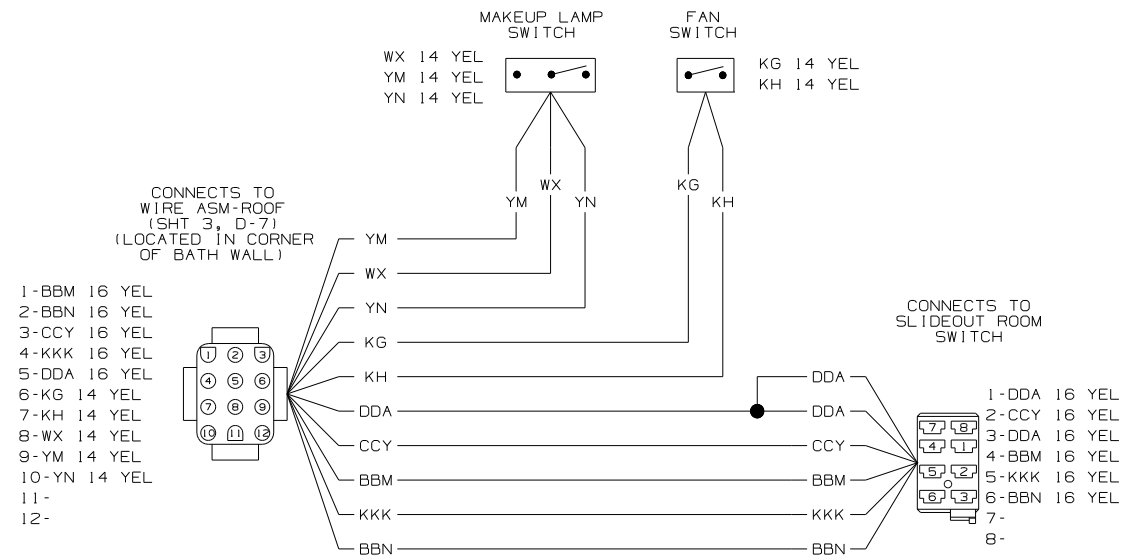 MAKEUP LAMP
SWITCH
FAN
SWITCH
WX 14 YEL
YM 14 YEL
YN 14 YEL
KG 14 YEL
KH 14 YEL
YM
WX
YN
KG
KH
CONNECTS TO
WIRE ASM-ROOF
(SHT 3, D-7)
(LOCATED IN CORNER
OF BATH WALL)
1-BBM 16 YEL
2-BBN 16 YEL
3-CCY 16 YEL
4-KKK 16 YEL
5-DDA 16 YEL
6-KG 14 YEL
7-KH 14 YEL
8-WX 14 YEL
9-YM 14 YEL
10-YN 14 YEL
11-
12-
1 2 3
4 5 6
7 8 9
10 11 12
YM
WX
YN
KG
KH
DDA
CCY
BBM
KKK
BBN
DDA
DDA
CCY
BBM
KKK
BBN
CONNECTS TO
SLIDEOUT ROOM
SWITCH
7 8
4 1
5 2
6 3
1-DDA 16 YEL
2-CCY 16 YEL
3-DDA 16 YEL
4-BBM 16 YEL
5-KKK 16 YEL
6-BBN 16 YEL
7-
8-